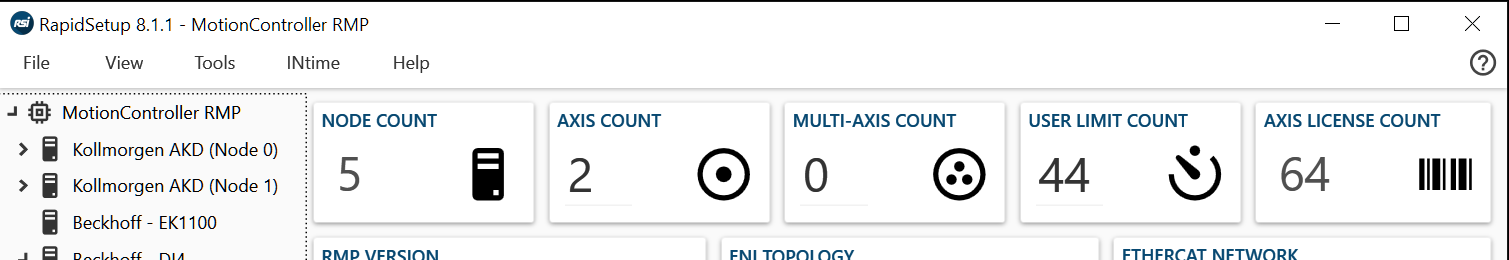 RSI RapidSetup 8.1.1 - MotionController RMP
File View Tools INtime Help
MotionController RMP
Kollmorgen AKD (Node 0)
Kollmorgen AKD (Node 1)
Beckhoff - EK1100
Beckhoff - DI4
NODE COUNT
5
AXIS COUNT
2
MULTI-AXIS COUNT
0
USER LIMIT COUNT
44
AXIS LICENSE COUNT
64
RMP VERSION
ENI TOPOLOGY
ETHERCAT NETWORK